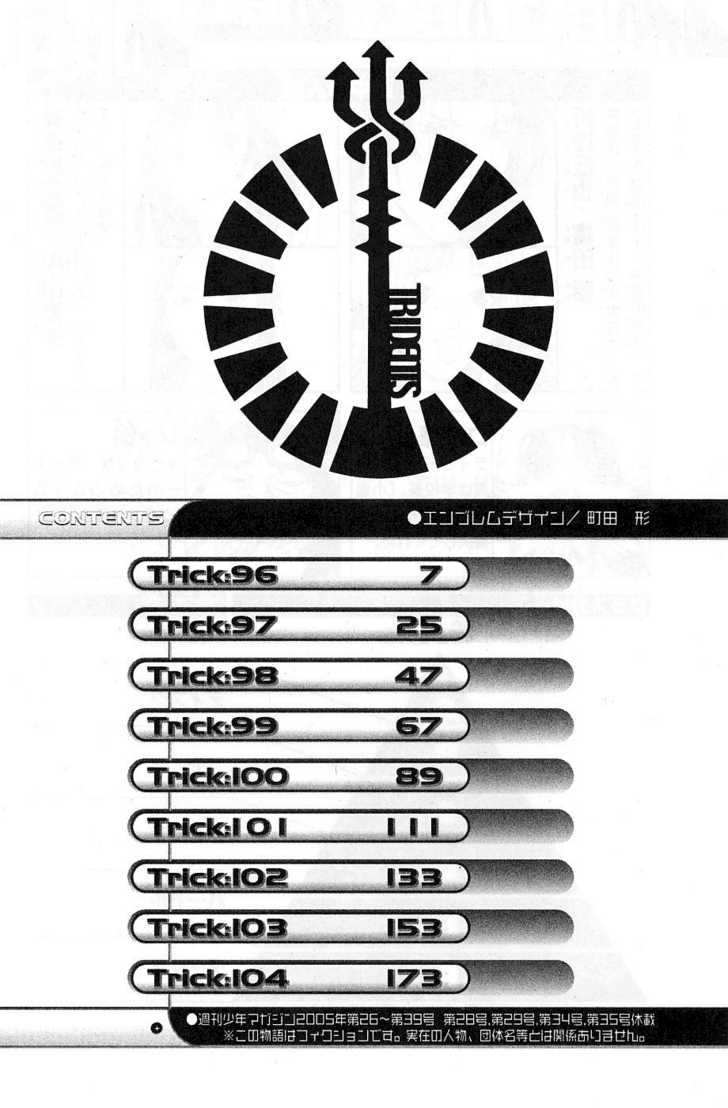 TRIDENTS
CONTENTS
●エンブレムデザイン／町田　形
Trick:96 7
Trick:97 25
Trick:98 47
Trick:99 67
Trick:100 89
Trick:101 111
Trick:102 133
Trick:103 153
Trick:104 173
●週刊少年マガジン2005年第26～第39号 第28号,第29号,第34号,第35号休載
※この物語はフィクションです。実在の人物、団体名等とは関係ありません。